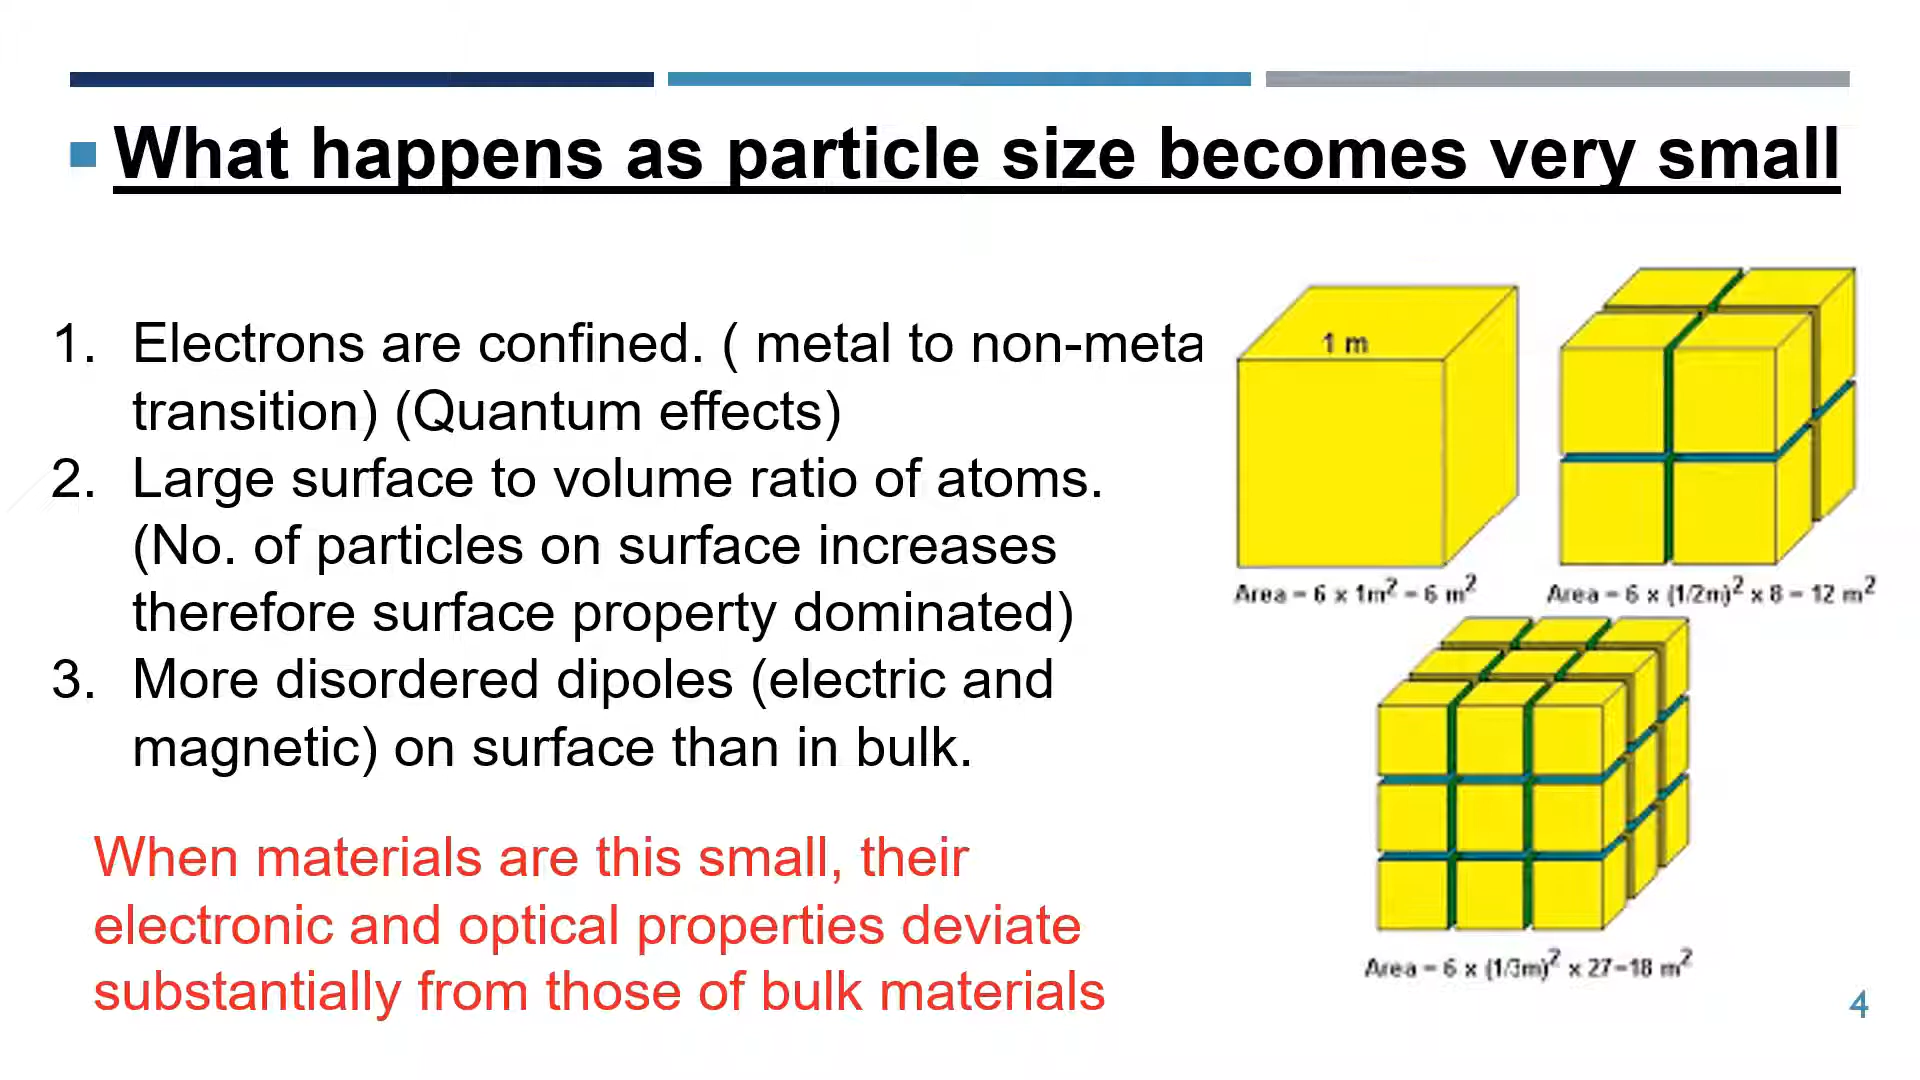 What happens as particle size becomes very small
1. Electrons are confined. ( metal to non-meta
transition) (Quantum effects)
2. Large surface to volume ratio of atoms.
(No. of particles on surface increases
therefore surface property dominated)
3. More disordered dipoles (electric and
magnetic) on surface than in bulk.
When materials are this small, their
electronic and optical properties deviate
substantially from those of bulk materials
1 m
Area = 6 x 1m² = 6 m²
Area = 6 x (1/2m)² x 8 = 12 m²
Area = 6 x (1/3m)² x 27=18 m²
4